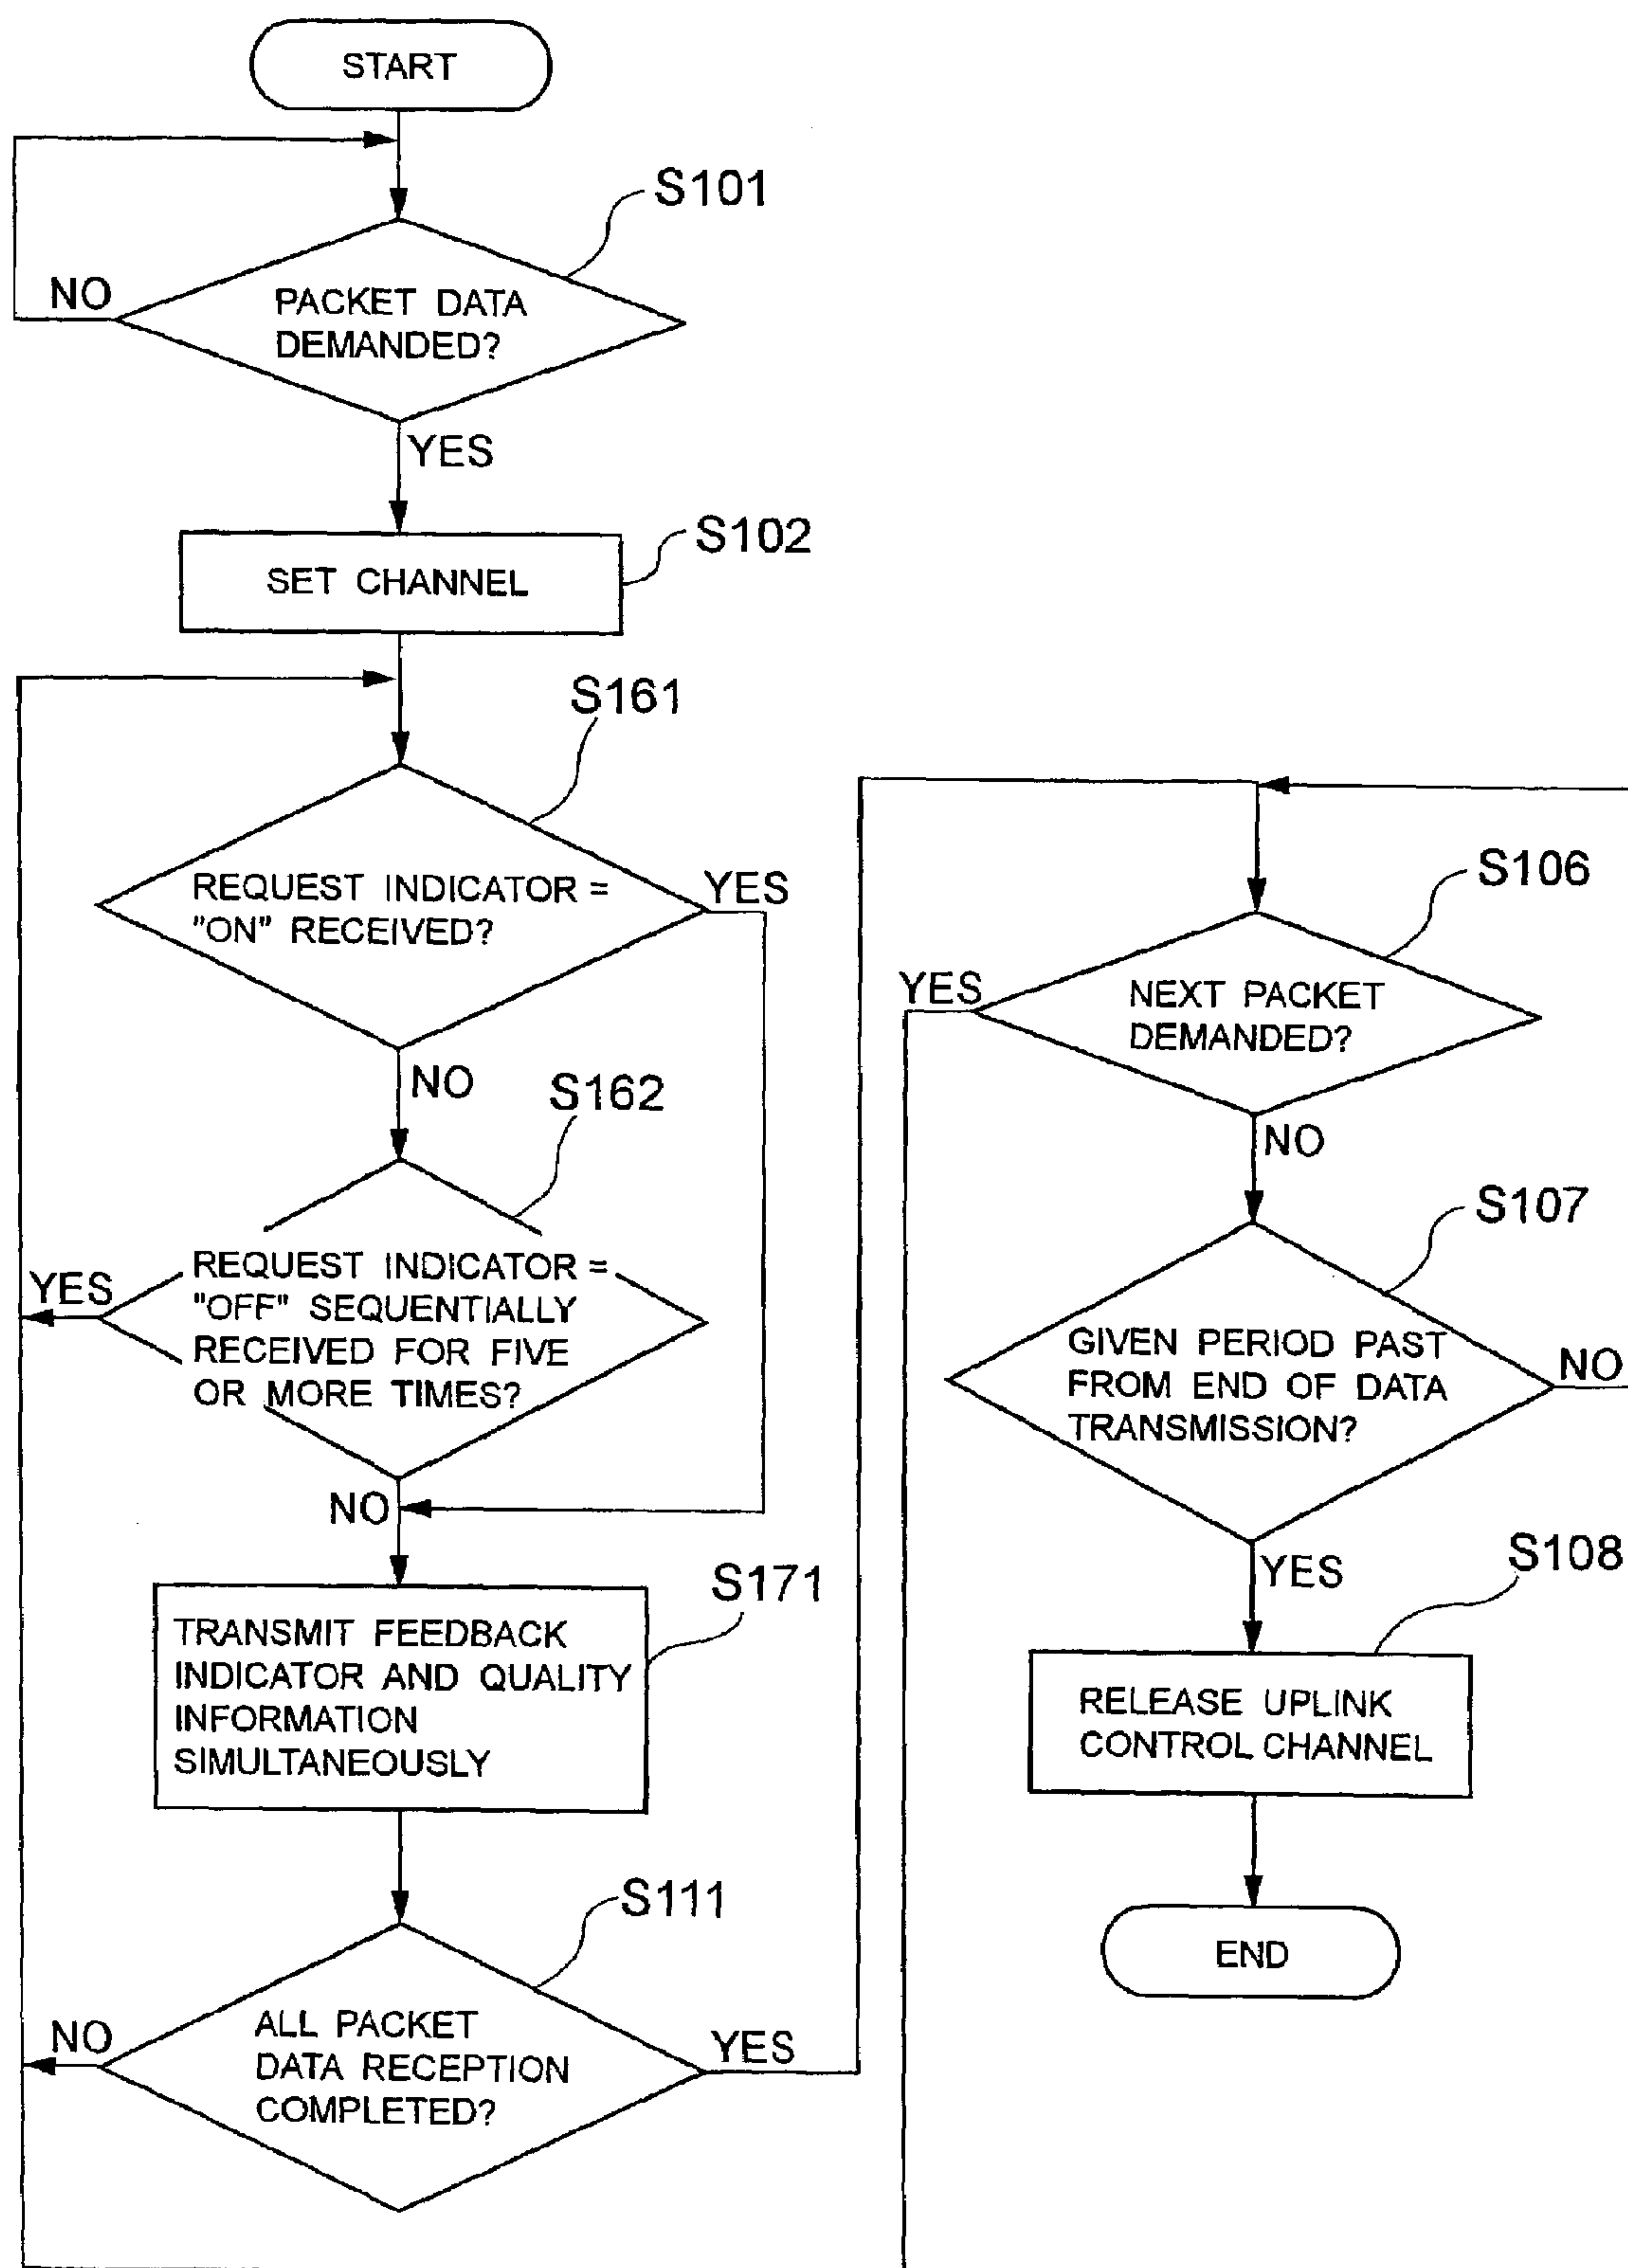 START
S101
NO
PACKET DATA
DEMANDED?
YES
S102
SET CHANNEL
S161
REQUEST INDICATOR =
"ON" RECEIVED?
YES
NO
S162
REQUEST INDICATOR =
"OFF" SEQUENTIALLY
RECEIVED FOR FIVE
OR MORE TIMES?
YES
NO
S171
TRANSMIT FEEDBACK
INDICATOR AND QUALITY
INFORMATION
SIMULTANEOUSLY
S111
NO
ALL PACKET
DATA RECEPTION
COMPLETED?
YES
S106
YES
NEXT PACKET
DEMANDED?
NO
S107
GIVEN PERIOD PAST
FROM END OF DATA
TRANSMISSION?
NO
YES
S108
RELEASE UPLINK
CONTROL CHANNEL
END